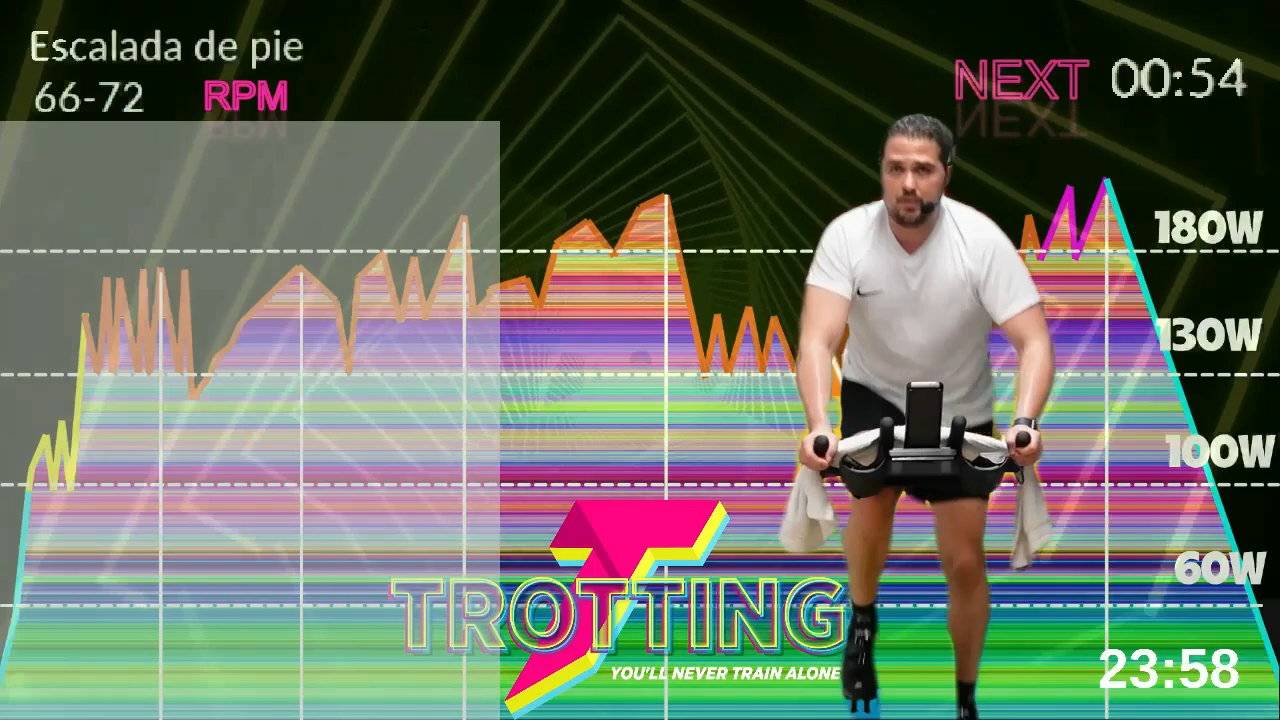 Escalada de pie
66-72 RPM
NEXT 00:54
180W
130W
100W
60W
TROTTING
YOU'LL NEVER TRAIN ALONE
23:58